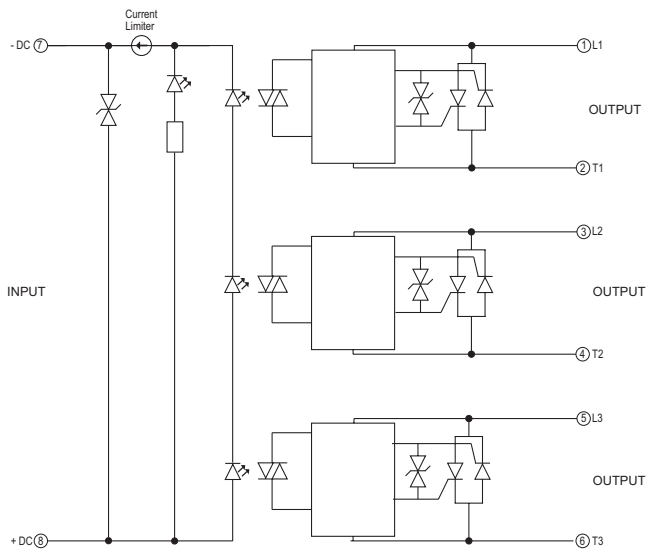 Current
Limiter
- DC 7
1 L1
OUTPUT
2 T1
3 L2
INPUT
OUTPUT
4 T2
5 L3
OUTPUT
+ DC 8
6 T3